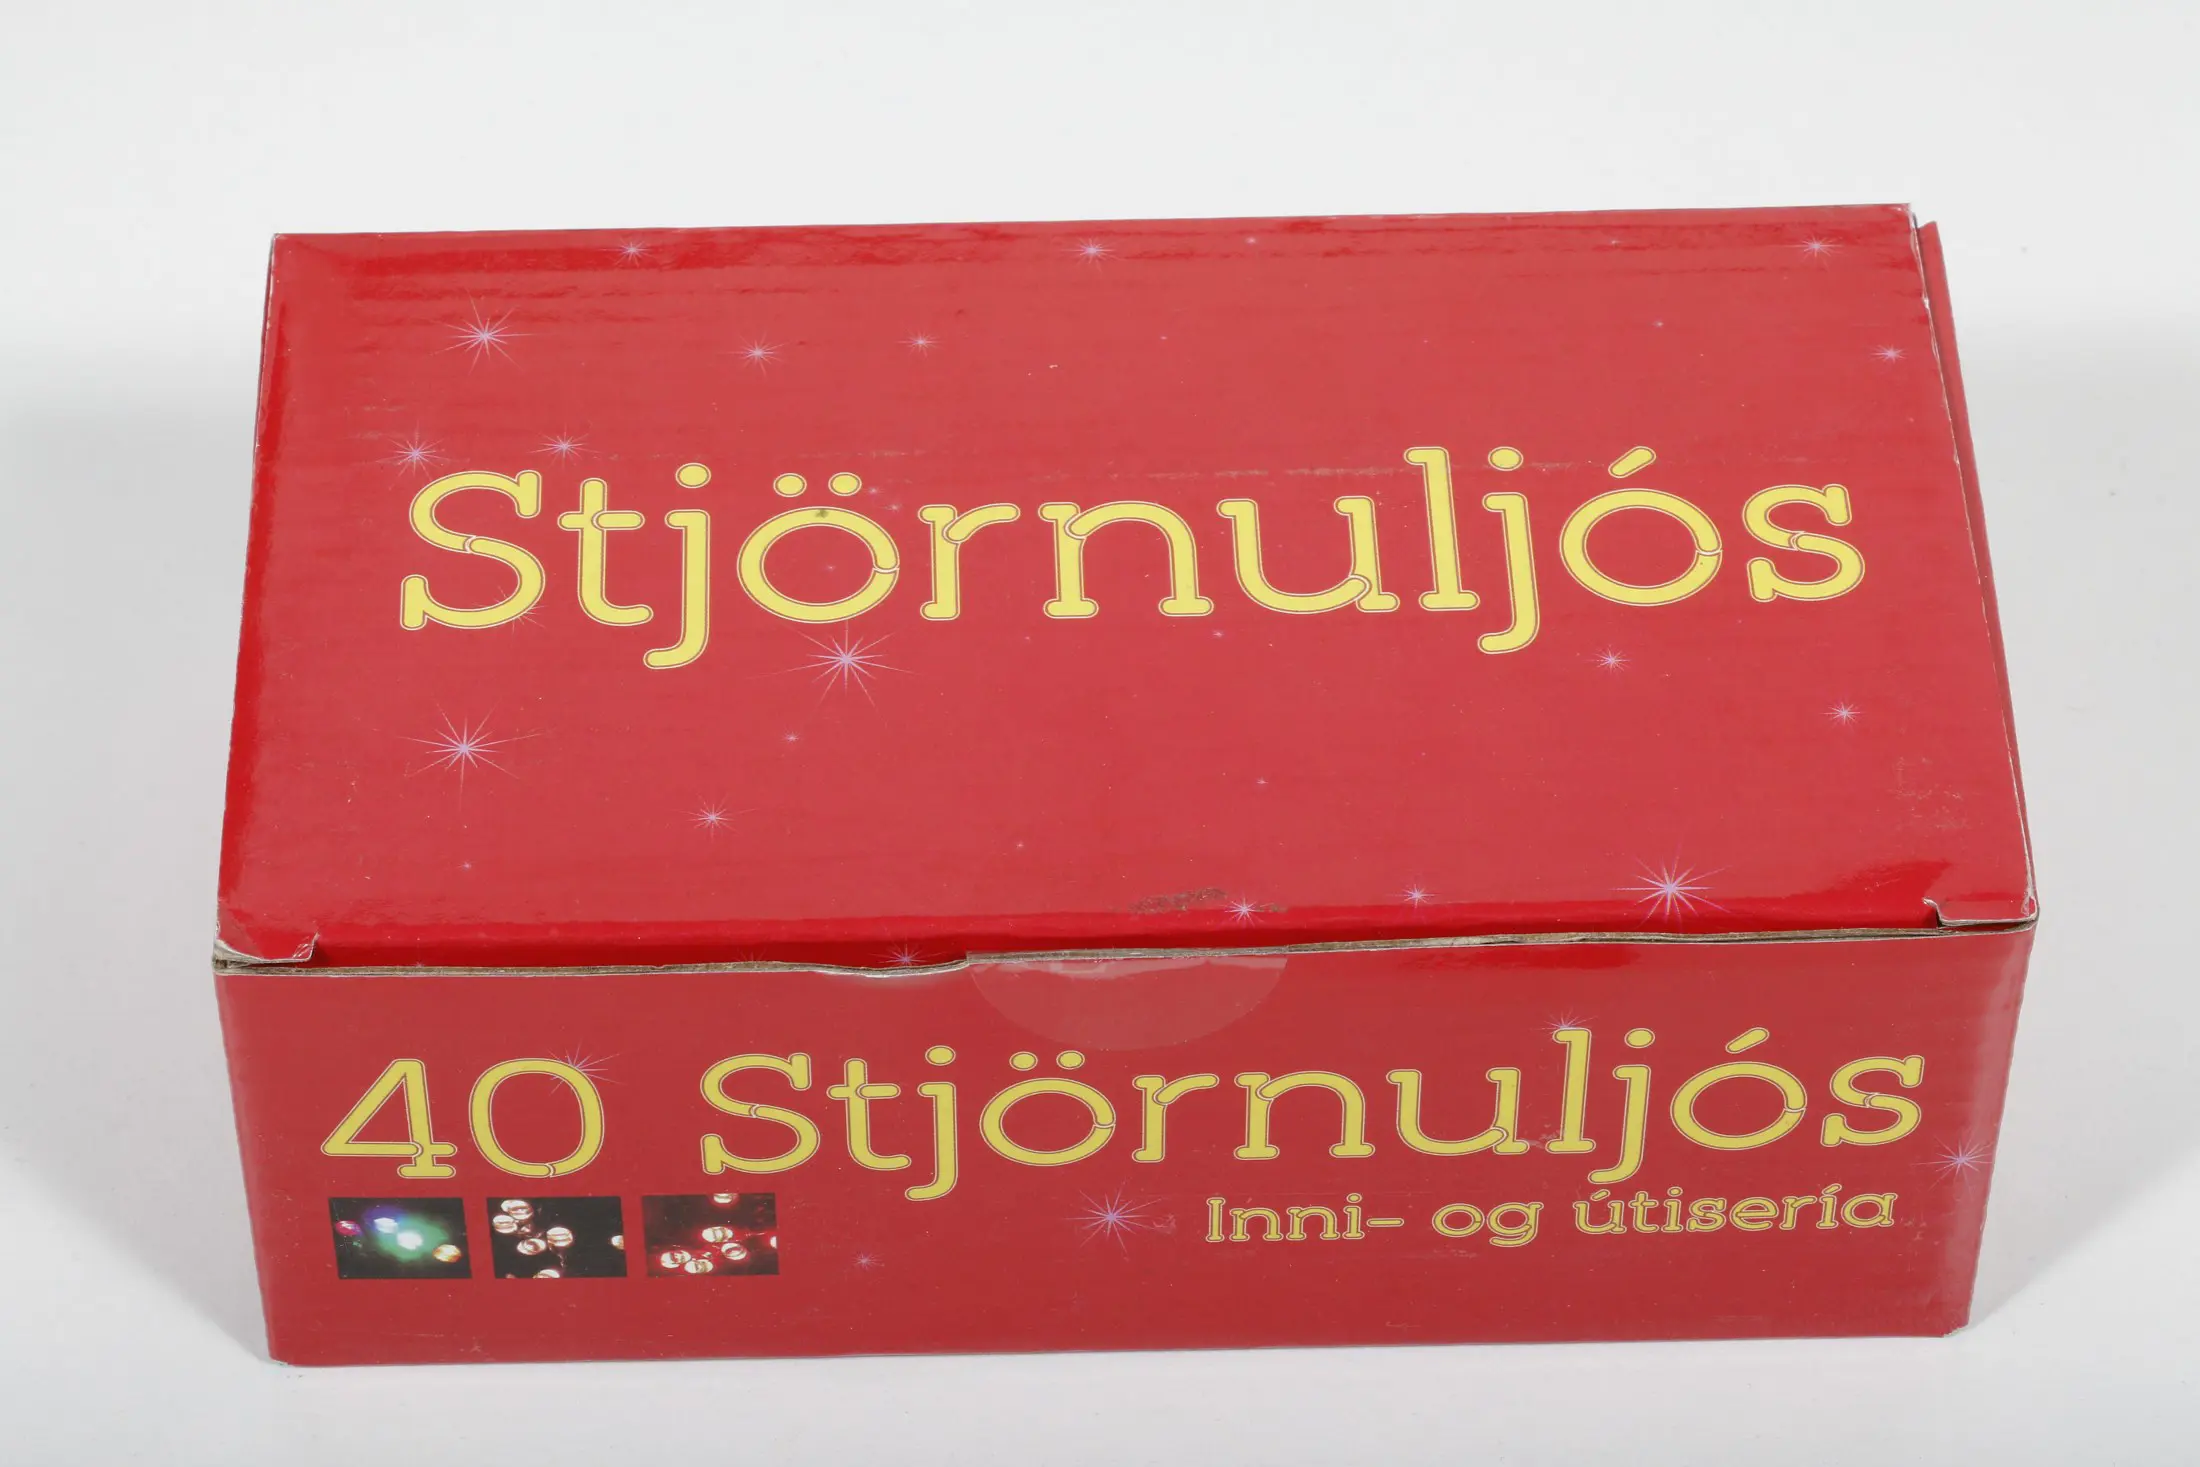 Stjörnuljós
40 Stjörnuljós
Inni- og útisería